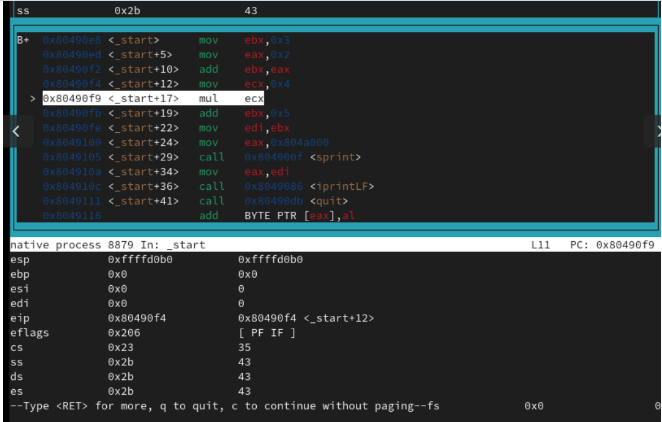 ss 0x2b 43
B+ 0x80490e8 <_start> mov ebx,0x3
0x80490ed <_start+5> mov eax,0x2
0x80490f2 <_start+10> add ebx,eax
0x80490f4 <_start+12> mov ecx,0x4
> 0x80490f9 <_start+17> mul ecx
0x80490fb <_start+19> add ebx,0x5
0x80490fe <_start+22> mov edi,ebx
0x8049100 <_start+24> mov eax,0x804a000
0x8049105 <_start+29> call 0x804900f <sprint>
0x804910a <_start+34> mov eax,edi
0x804910c <_start+36> call 0x8049086 <iprintLF>
0x8049111 <_start+41> call 0x80490db <quit>
0x8049116 add BYTE PTR [eax],al
native process 8879 In: _start L11 PC: 0x80490f9
esp 0xffffd0b0 0xffffd0b0
ebp 0x0 0x0
esi 0x0 0
edi 0x0 0
eip 0x80490f4 0x80490f4 <_start+12>
eflags 0x206 [ PF IF ]
cs 0x23 35
ss 0x2b 43
ds 0x2b 43
es 0x2b 43
--Type <RET> for more, q to quit, c to continue without paging--fs 0x0 0